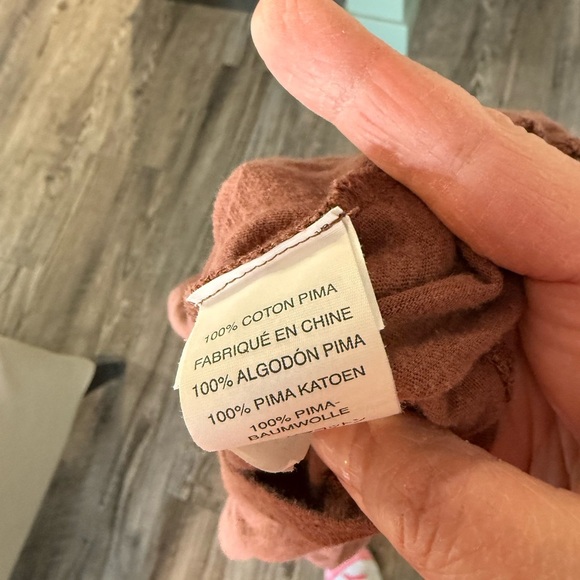 100% COTON PIMA
FABRIQUÉ EN CHINE
100% ALGODÓN PIMA
100% PIMA KATOEN
100% PIMA-
BAUMWOLLE